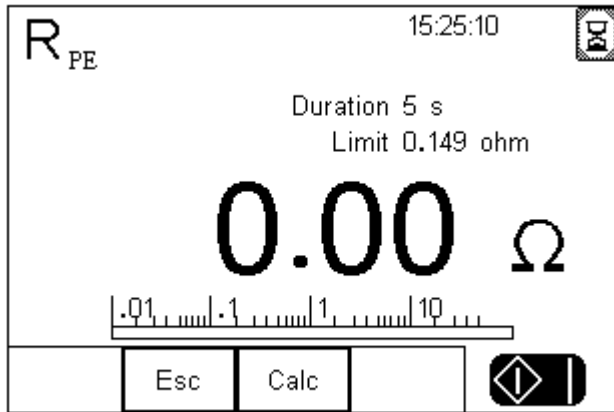 R PE
15:25:10
Duration 5 s
Limit 0.149 ohm
0.00 Ω
.01 .1 1 10
Esc Calc